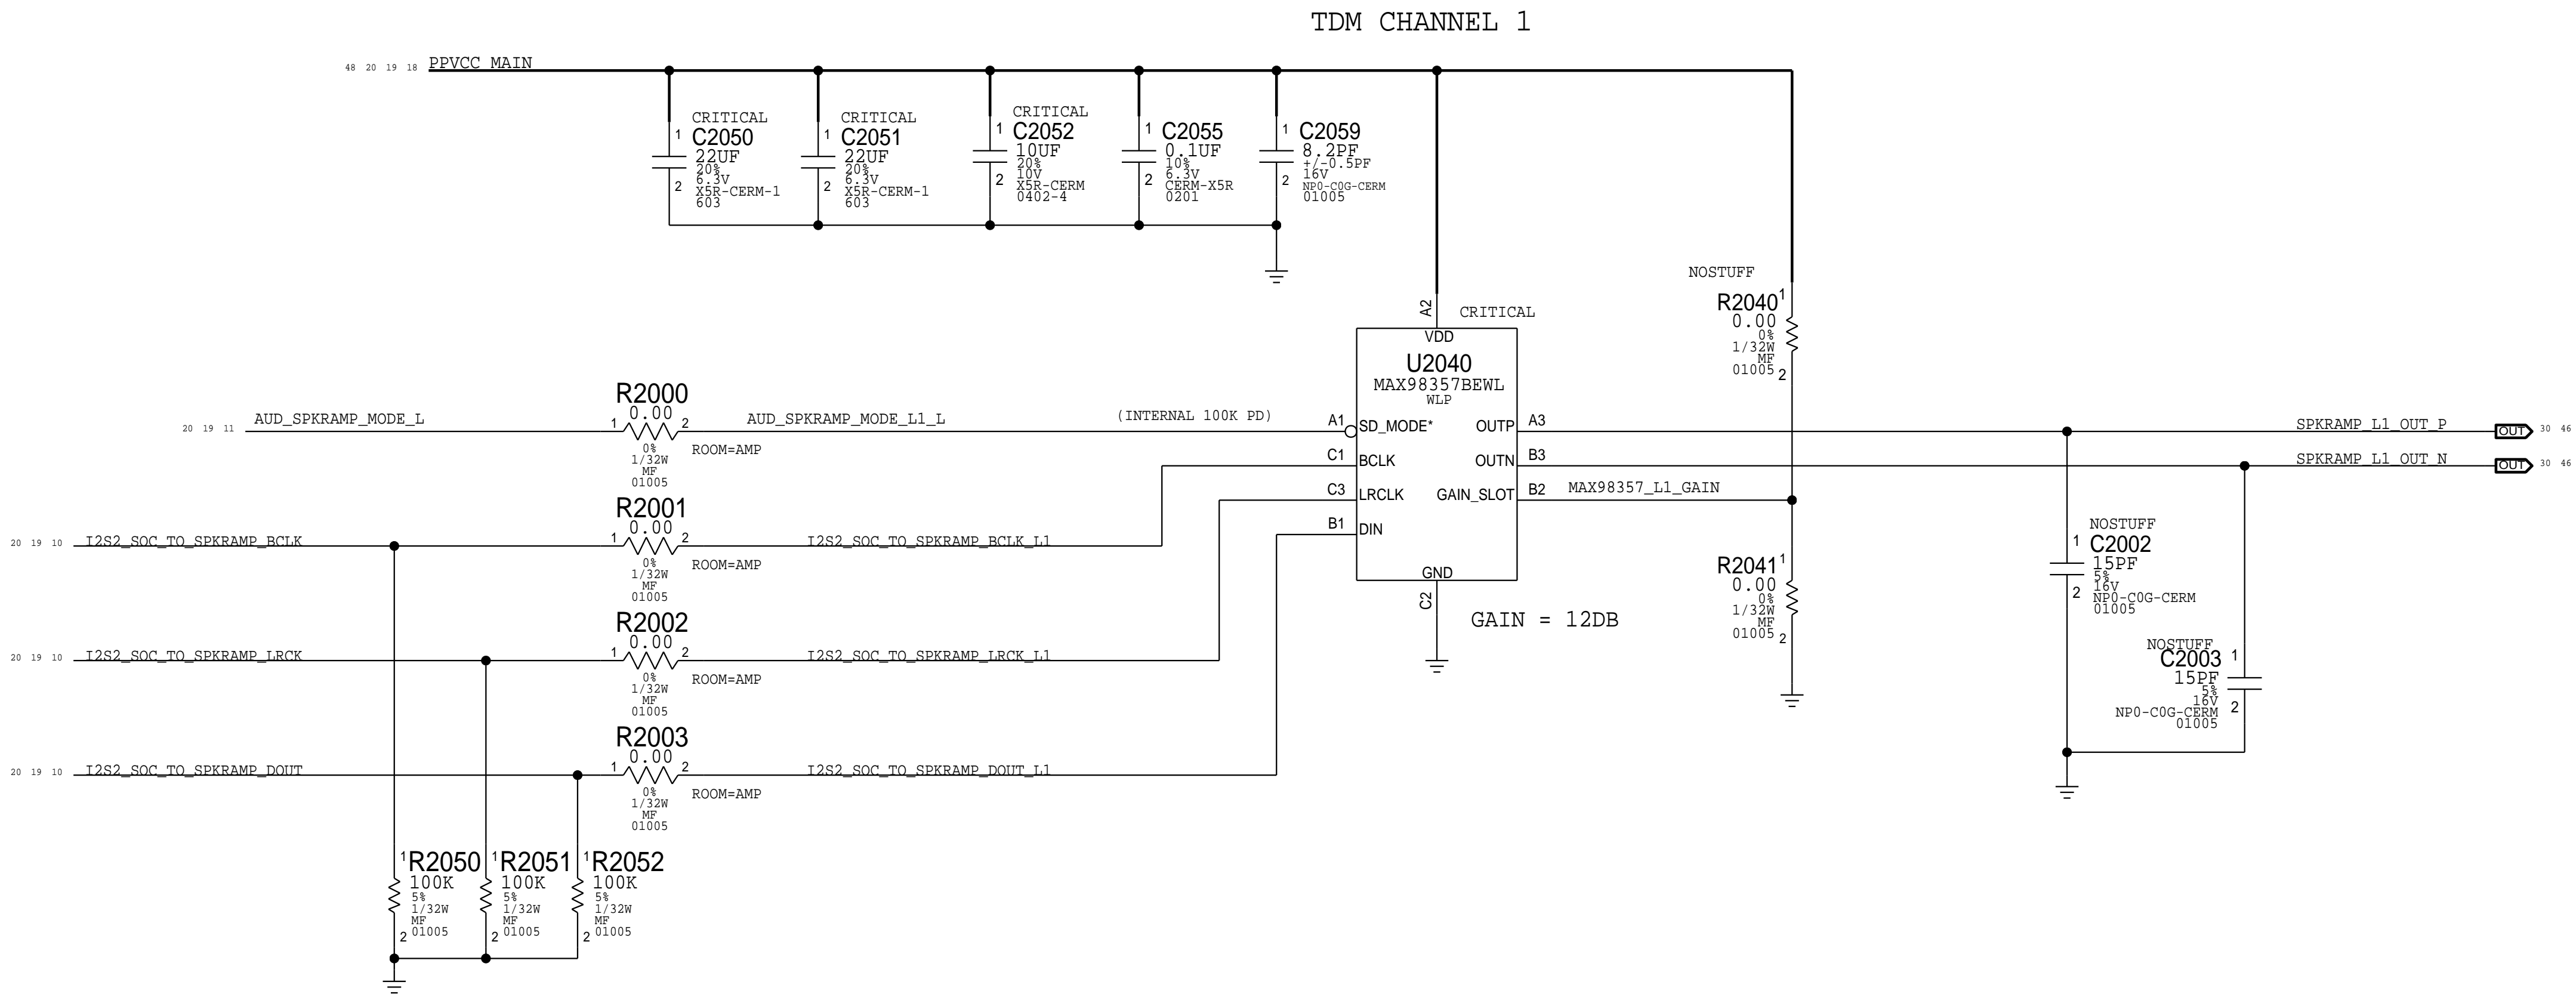 TDM CHANNEL 1
48 20 19 18 PPVCC_MAIN
CRITICAL
1 C2050
22UF
20%
6.3V
2 X5R-CERM-1
603
CRITICAL
1 C2051
22UF
20%
6.3V
2 X5R-CERM-1
603
CRITICAL
1 C2052
10UF
20%
10V
2 X5R-CERM
0402-4
1 C2055
0.1UF
10%
6.3V
2 CERM-X5R
0201
1 C2059
8.2PF
+/-0.5PF
16V
2 NP0-C0G-CERM
01005
NOSTUFF
R2040 1
0.00
0%
1/32W
MF
01005 2
A2
CRITICAL
VDD
U2040
MAX98357BEWL
WLP
A1 SD_MODE* OUTP A3
C1 BCLK OUTN B3
C3 LRCLK GAIN_SLOT B2 MAX98357_L1_GAIN
B1 DIN
GND
C2
GAIN = 12DB
20 19 11 AUD_SPKRAMP_MODE_L
R2000
0.00
1 2
0%
1/32W
MF
01005
ROOM=AMP
AUD_SPKRAMP_MODE_L1_L
(INTERNAL 100K PD)
SPKRAMP_L1_OUT_P OUT 30 46
SPKRAMP_L1_OUT_N OUT 30 46
20 19 10 I2S2_SOC_TO_SPKRAMP_BCLK
R2001
0.00
1 2
0%
1/32W
MF
01005
ROOM=AMP
I2S2_SOC_TO_SPKRAMP_BCLK_L1
R2041 1
0.00
0%
1/32W
MF
01005 2
NOSTUFF
1 C2002
15PF
5%
16V
2 NP0-C0G-CERM
01005
20 19 10 I2S2_SOC_TO_SPKRAMP_LRCK
R2002
0.00
1 2
0%
1/32W
MF
01005
ROOM=AMP
I2S2_SOC_TO_SPKRAMP_LRCK_L1
NOSTUFF
C2003 1
15PF
5%
16V
NP0-C0G-CERM 2
01005
20 19 10 I2S2_SOC_TO_SPKRAMP_DOUT
R2003
0.00
1 2
0%
1/32W
MF
01005
ROOM=AMP
I2S2_SOC_TO_SPKRAMP_DOUT_L1
1 R2050
100K
5%
1/32W
MF
2 01005
1 R2051
100K
5%
1/32W
MF
2 01005
1 R2052
100K
5%
1/32W
MF
2 01005